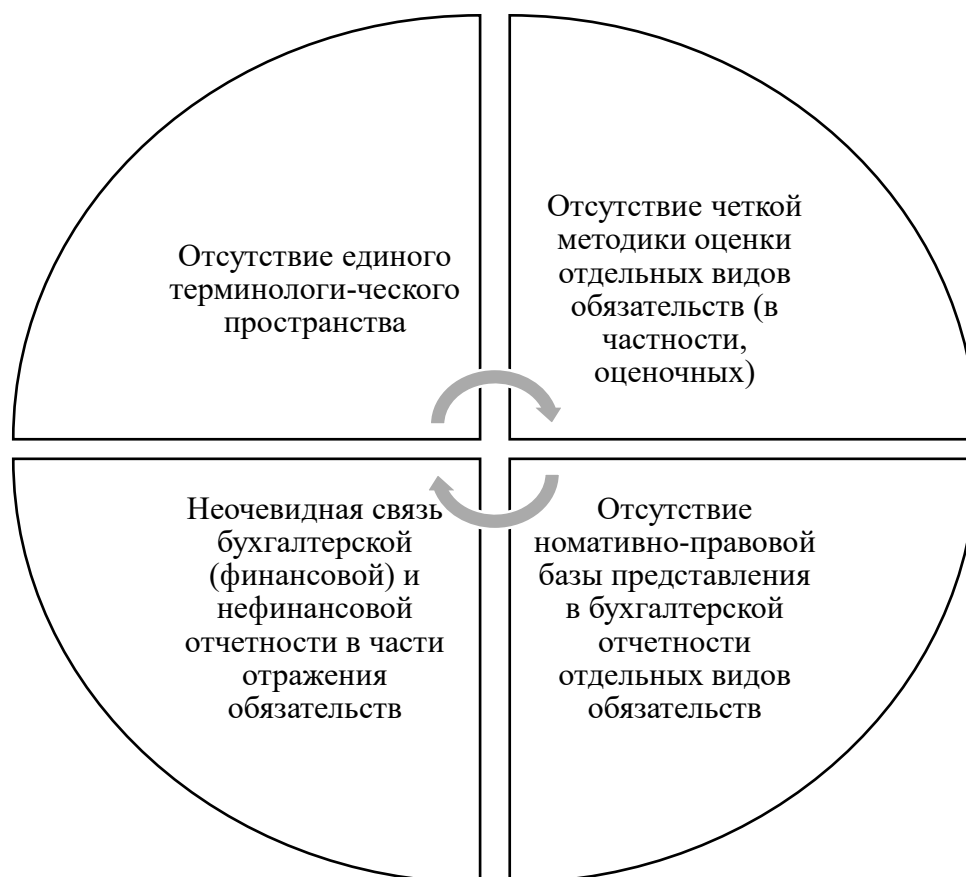 Отсутствие единого
терминологи-ческого
пространства
Отсутствие четкой
методики оценки
отдельных видов
обязательств (в
частности,
оценочных)
Неочевидная связь
бухгалтерской
(финансовой) и
нефинансовой
отчетности в части
отражения
обязательств
Отсутствие
номативно-правовой
базы представления
в бухгалтерской
отчетности
отдельных видов
обязательств